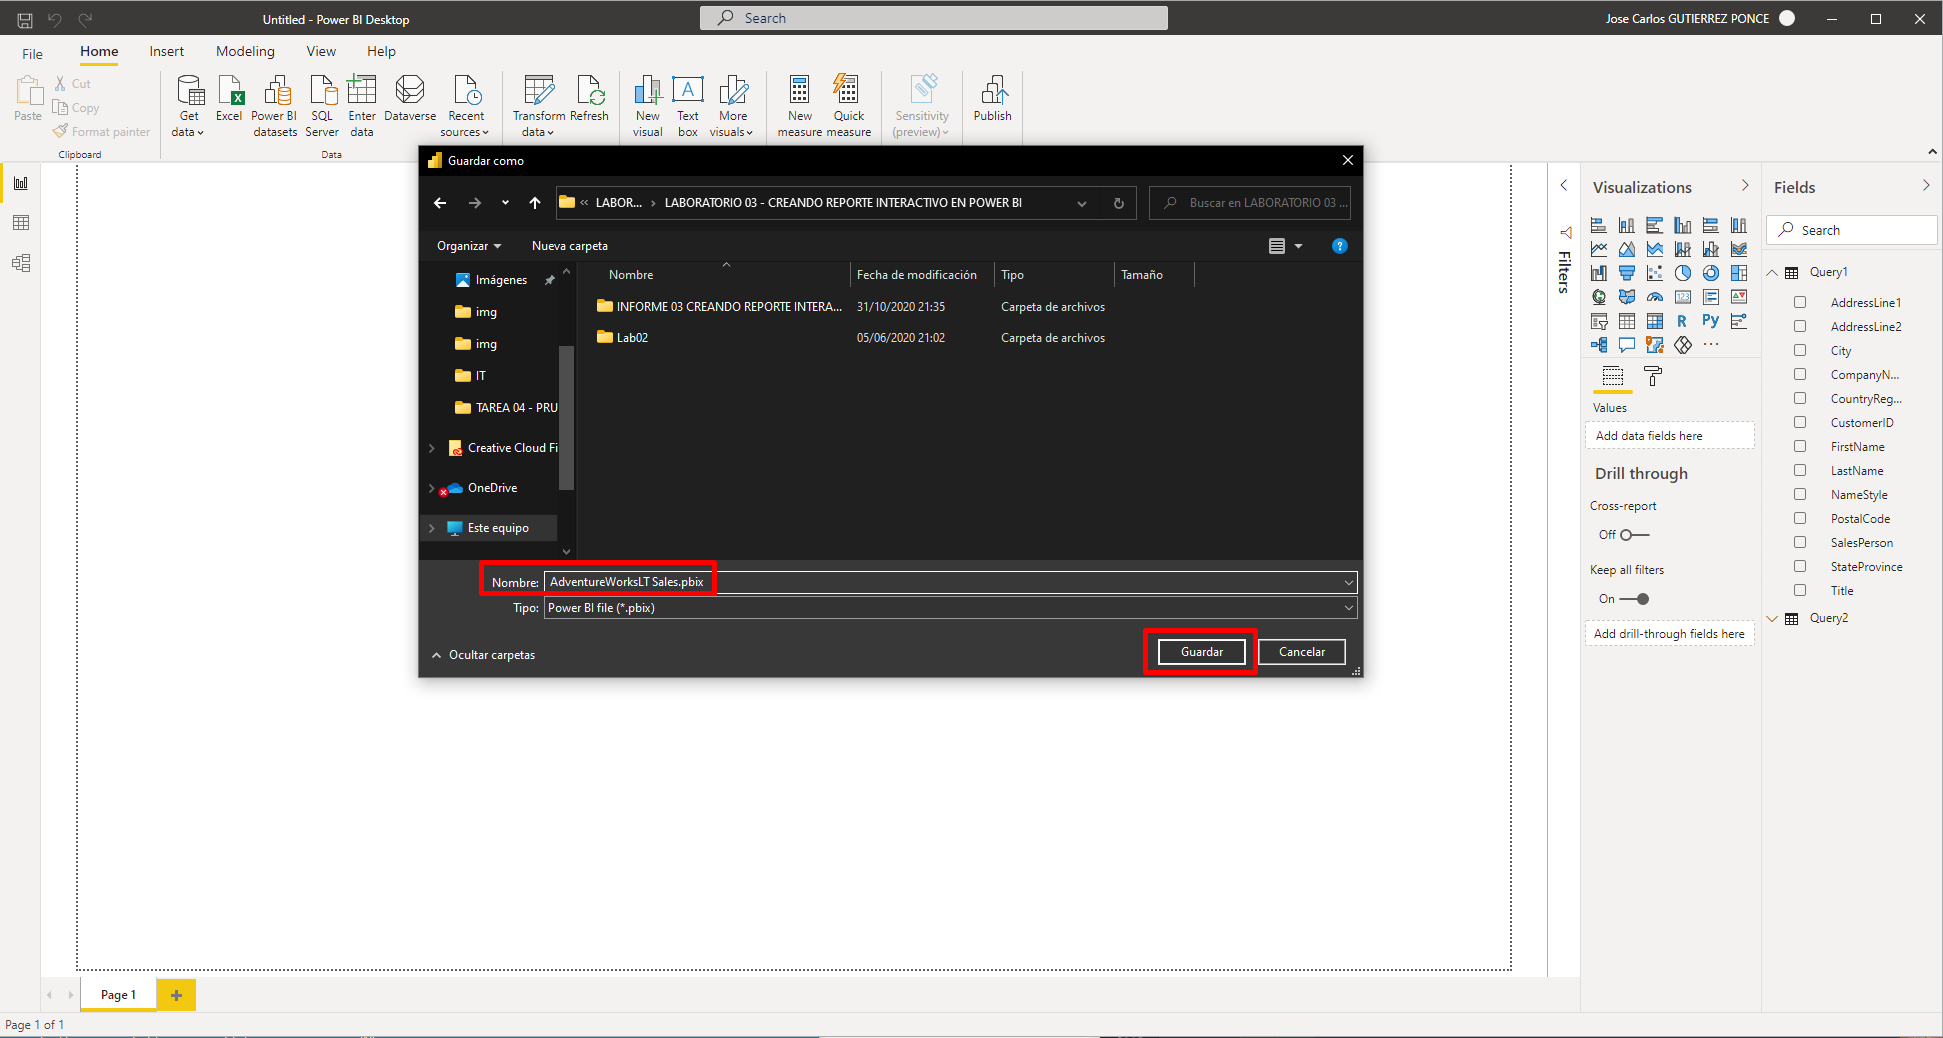 Untitled - Power BI Desktop
Search
Jose Carlos GUTIERREZ PONCE
File
Home
Insert
Modeling
View
Help
Paste
Cut
Copy
Format painter
Clipboard
Get data
Excel
Power BI datasets
SQL Server
Enter data
Dataverse
Recent sources
Data
Transform data
Refresh
New visual
Text box
More visuals
New measure
Quick measure
Sensitivity (preview)
Publish
Guardar como
« LABOR... › LABORATORIO 03 - CREANDO REPORTE INTERACTIVO EN POWER BI
Buscar en LABORATORIO 03 ...
Organizar
Nueva carpeta
Imágenes
img
img
IT
TAREA 04 - PRU
Creative Cloud Fi
OneDrive
Este equipo
Nombre
Fecha de modificación
Tipo
Tamaño
INFORME 03 CREANDO REPORTE INTERA...
31/10/2020 21:35
Carpeta de archivos
Lab02
05/06/2020 21:02
Carpeta de archivos
Nombre: AdventureWorksLT Sales.pbix
Tipo: Power BI file (*.pbix)
Ocultar carpetas
Guardar
Cancelar
Filters
Visualizations
R
Py
123
...
Values
Add data fields here
Drill through
Cross-report
Off
Keep all filters
On
Add drill-through fields here
Fields
Search
Query1
AddressLine1
AddressLine2
City
CompanyN...
CountryReg...
CustomerID
FirstName
LastName
NameStyle
PostalCode
SalesPerson
StateProvince
Title
Query2
Page 1
Page 1 of 1